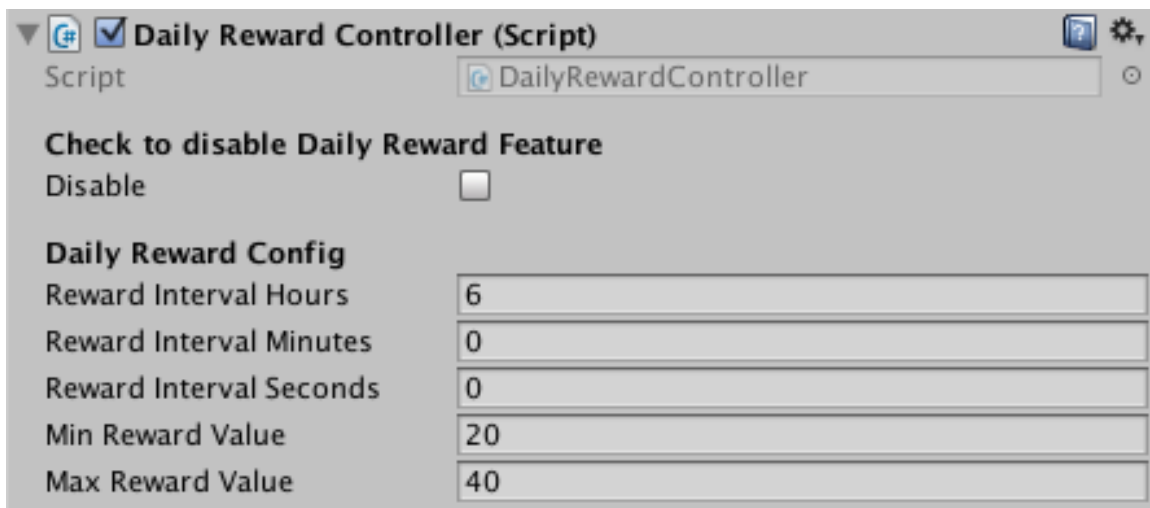 Daily Reward Controller (Script)
Script DailyRewardController
Check to disable Daily Reward Feature
Disable
Daily Reward Config
Reward Interval Hours 6
Reward Interval Minutes 0
Reward Interval Seconds 0
Min Reward Value 20
Max Reward Value 40